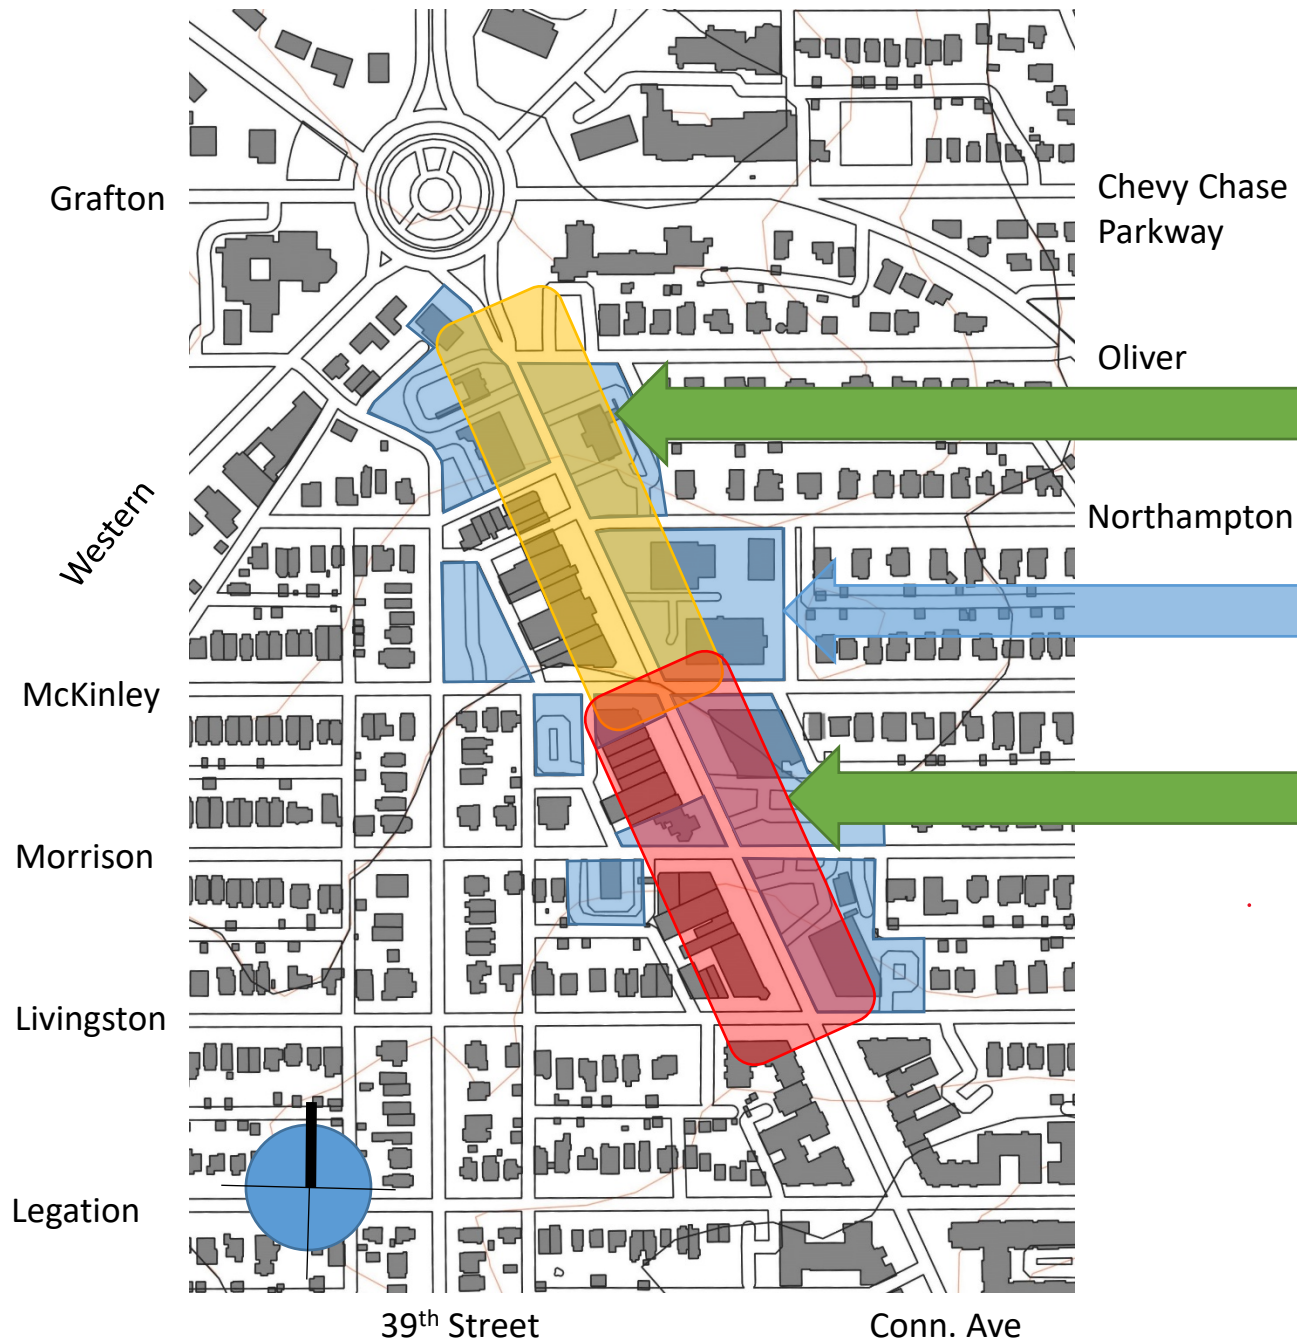 Grafton
Chevy Chase
Parkway
Oliver
Western
Northampton
McKinley
Morrison
Livingston
Legation
39th Street
Conn. Ave